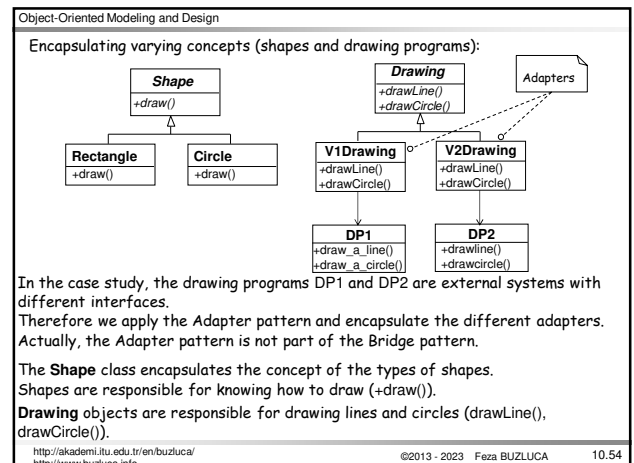 Object-Oriented Modeling and Design
Encapsulating varying concepts (shapes and drawing programs):
Shape
+draw()
Rectangle
+draw()
Circle
+draw()
Drawing
+drawLine()
+drawCircle()
Adapters
V1Drawing
+drawLine()
+drawCircle()
V2Drawing
+drawLine()
+drawCircle()
DP1
+draw_a_line()
+draw_a_circle()
DP2
+drawline()
+drawcircle()
In the case study, the drawing programs DP1 and DP2 are external systems with
different interfaces.
Therefore we apply the Adapter pattern and encapsulate the different adapters.
Actually, the Adapter pattern is not part of the Bridge pattern.
The Shape class encapsulates the concept of the types of shapes.
Shapes are responsible for knowing how to draw (+draw()).
Drawing objects are responsible for drawing lines and circles (drawLine(),
drawCircle()).
http://akademi.itu.edu.tr/en/buzluca/
http://www.buzluca.info
©2013 - 2023 Feza BUZLUCA
10.54